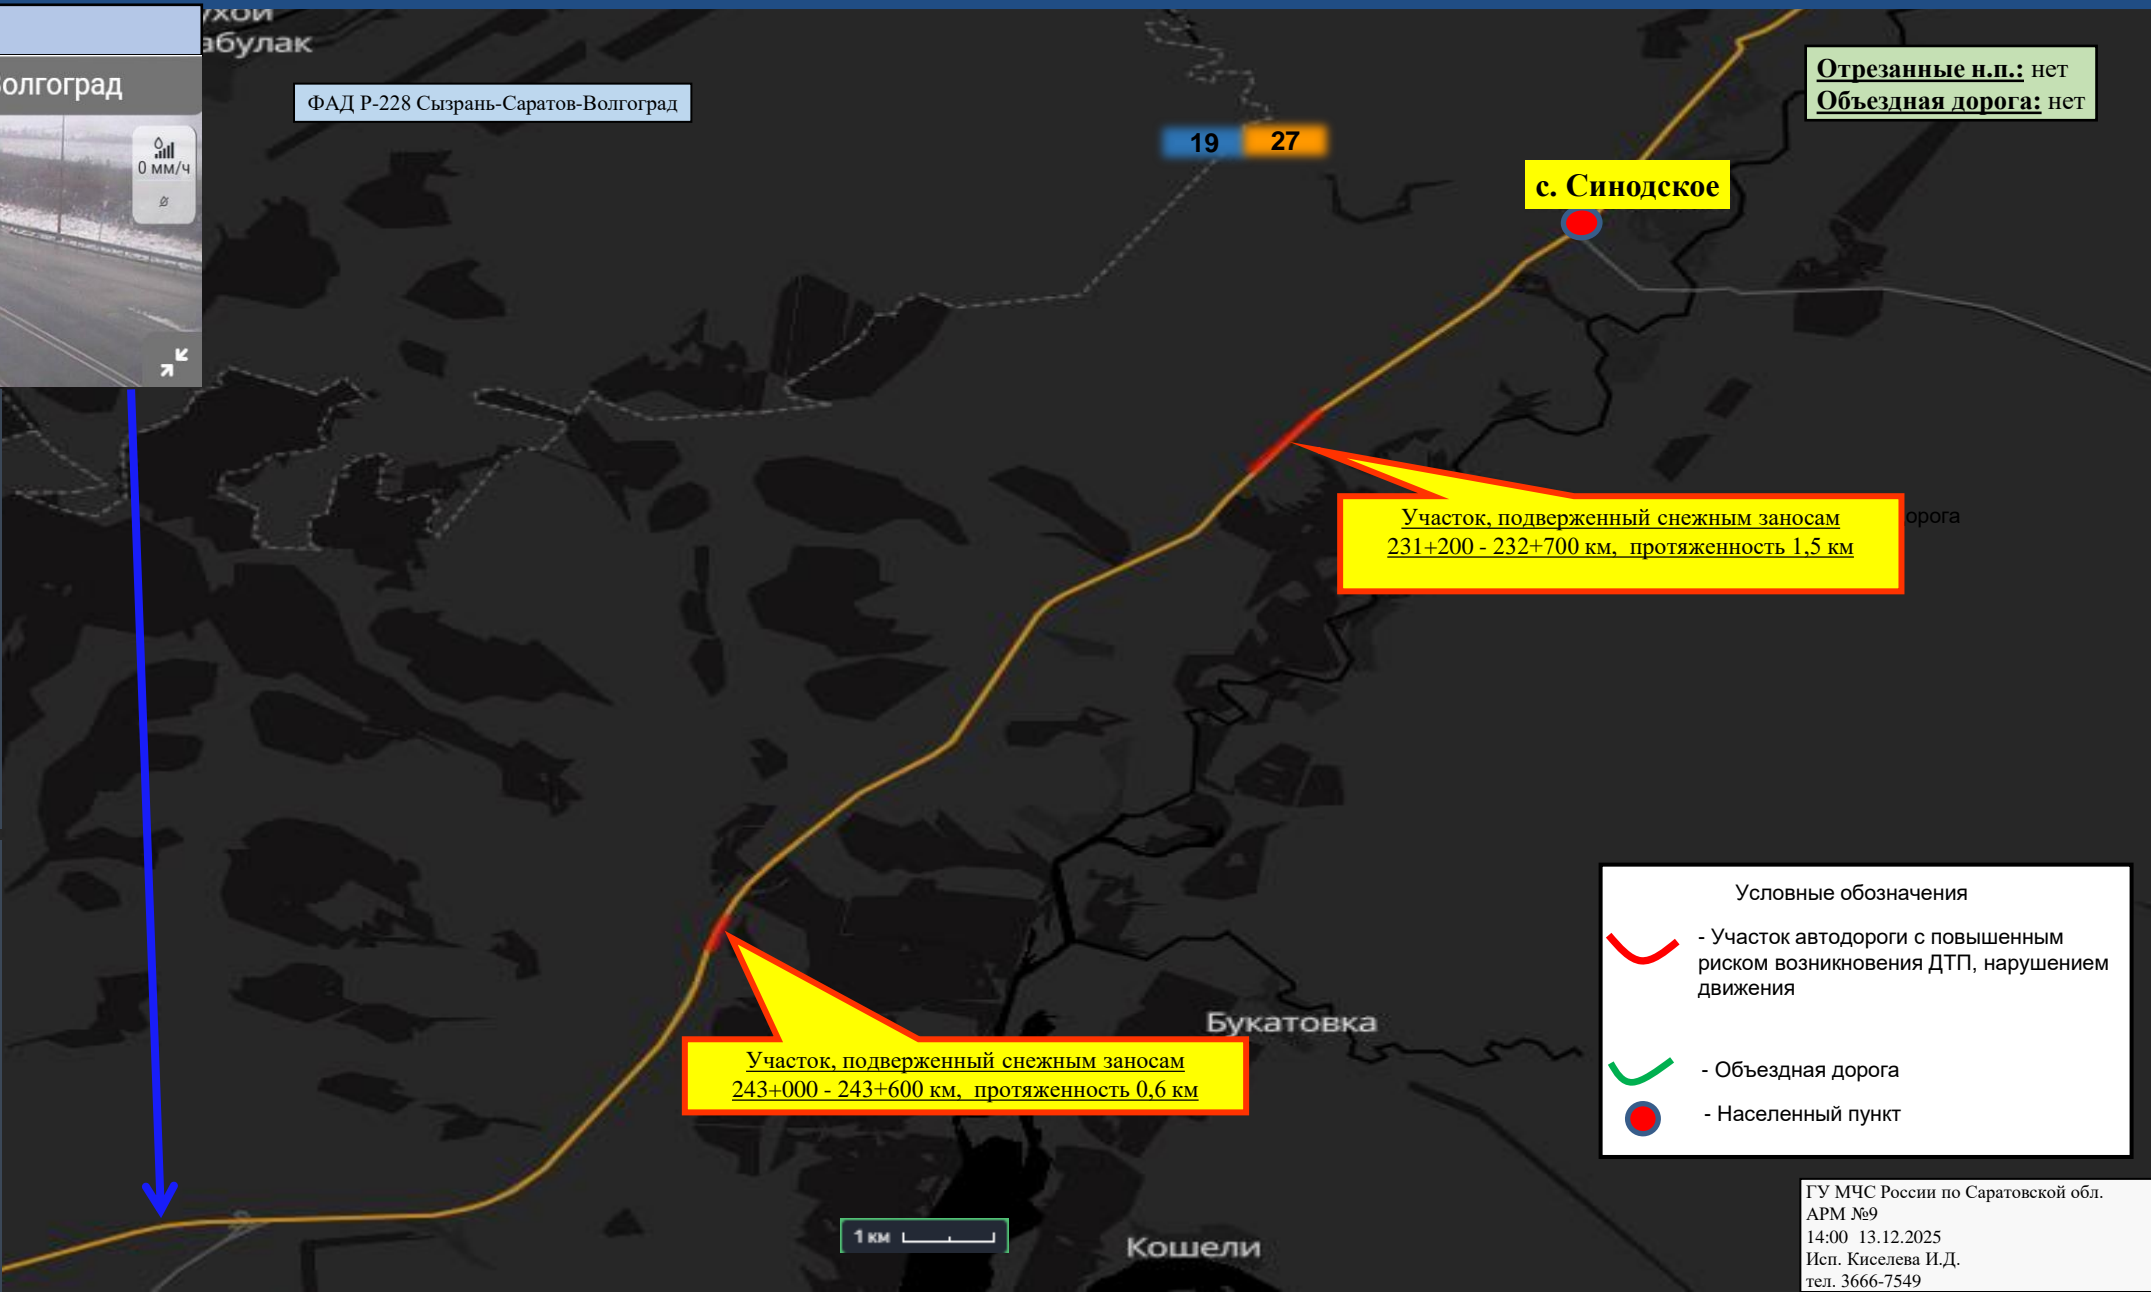 абулак
ФАД Р-228 Сызрань-Саратов-Волгоград
0 мм/ч
19
27
Отрезанные н.п.: нет
Объездная дорога: нет
с. Синодское
Участок, подверженный снежным заносам
231+200 - 232+700 км, протяженность 1,5 км
орога
Участок, подверженный снежным заносам
243+000 - 243+600 км, протяженность 0,6 км
Букатовка
Кошели
1 км
Условные обозначения
- Участок автодороги с повышенным
риском возникновения ДТП, нарушением
движения
- Объездная дорога
- Населенный пункт
ГУ МЧС России по Саратовской обл.
АРМ №9
14:00 13.12.2025
Исп. Киселева И.Д.
тел. 3666-7549